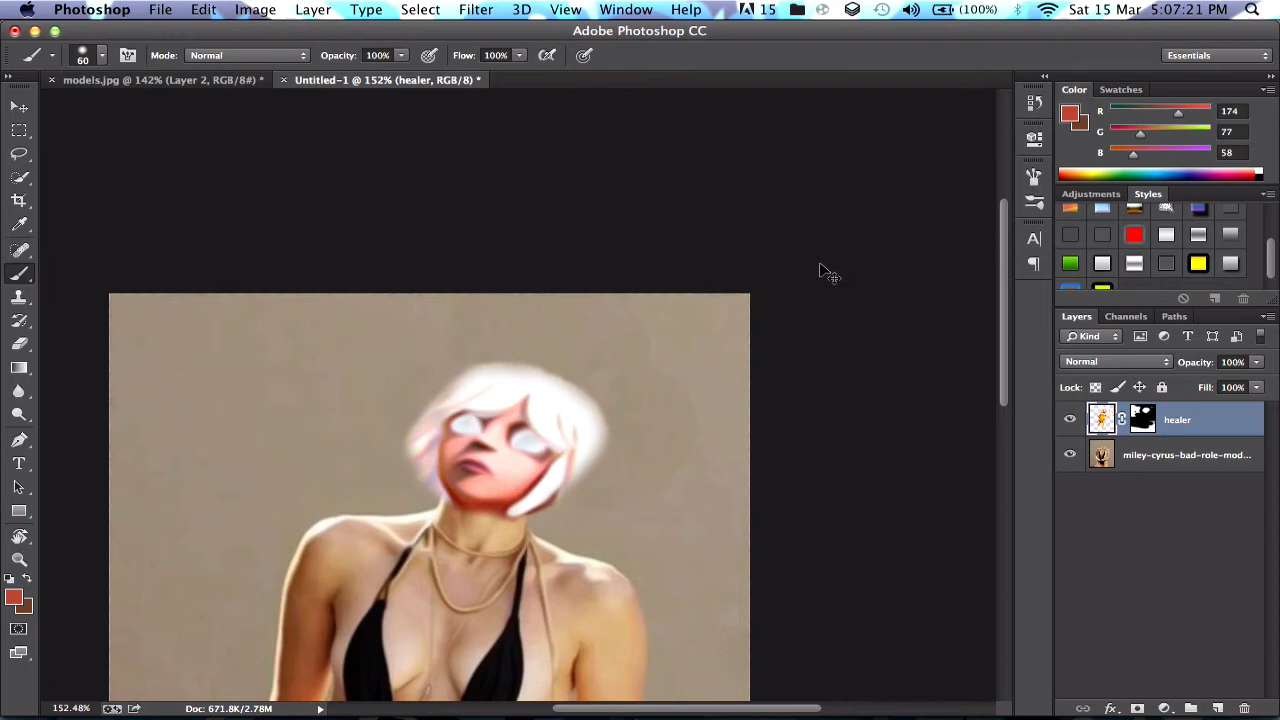 Photoshop File Edit Image Layer Type Select Filter 3D View Window Help 15 (100%) Sat 15 Mar 5:07:21 PM
Adobe Photoshop CC
60 Mode: Normal Opacity: 100% Flow: 100% Essentials
models.jpg @ 142% (Layer 2, RGB/8#) * Untitled-1 @ 152% (healer, RGB/8) *
Color Swatches
R 174
G 77
B 58
Adjustments Styles
Layers Channels Paths
Kind
Normal Opacity: 100%
Lock: Fill: 100%
healer
miley-cyrus-bad-role-mod...
152.48% Doc: 671.8K/2.78M